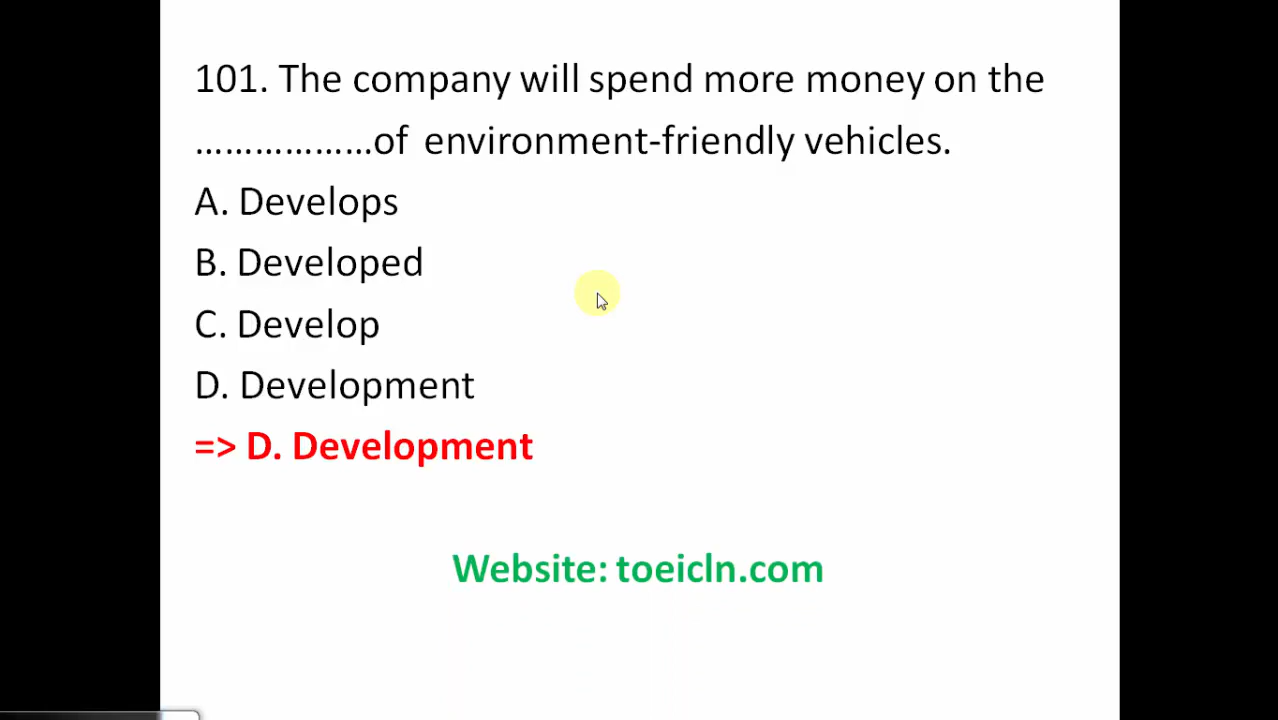 101. The company will spend more money on the
………………of environment-friendly vehicles.
A. Develops
B. Developed
C. Develop
D. Development
=> D. Development
Website: toeicln.com